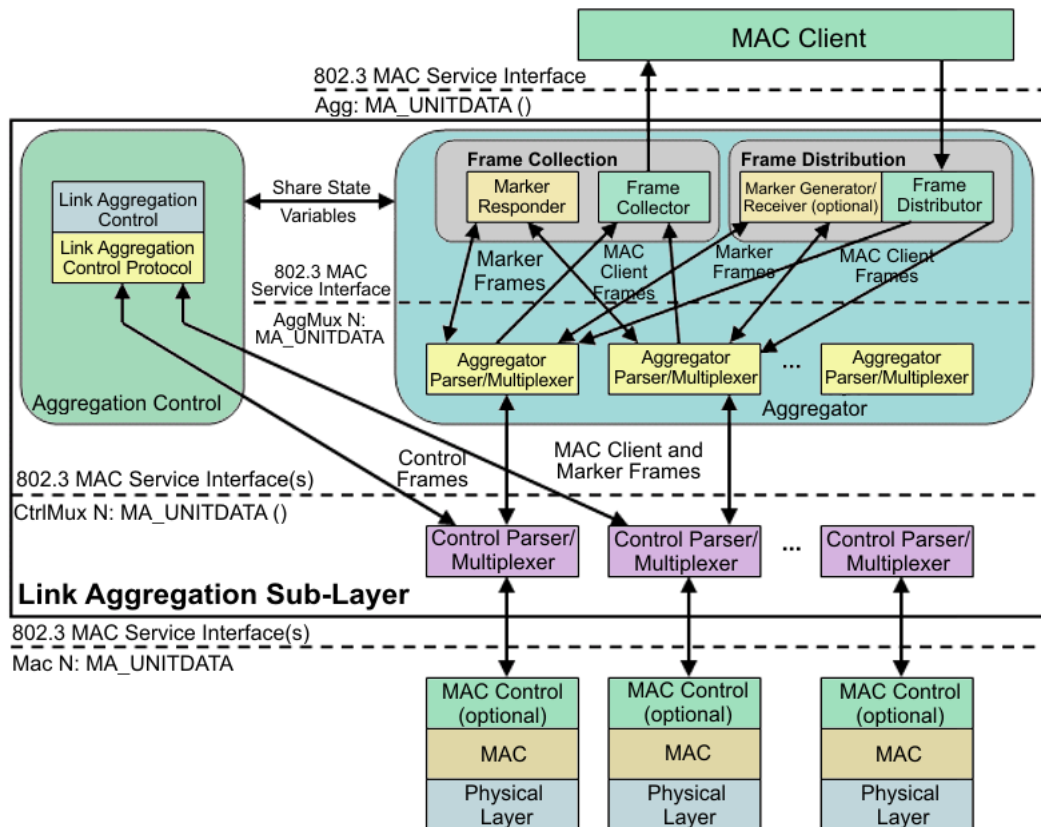 MAC Client
802.3 MAC Service Interface
Agg: MA_UNITDATA ()
Frame Collection
Frame Distribution
Link Aggregation
Control
Link Aggregation
Control Protocol
Share State
Variables
Marker
Responder
Frame
Collector
Marker Generator/
Receiver (optional)
Frame
Distributor
802.3 MAC
Service Interface
Marker
Frames
MAC
Client
Frames
Marker
Frames
MAC Client
Frames
AggMux N:
MA_UNITDATA
Aggregator
Parser/Multiplexer
Aggregator
Parser/Multiplexer
...
Aggregator
Parser/Multiplexer
Aggregation Control
Aggregator
Control
Frames
MAC Client and
Marker Frames
802.3 MAC Service Interface(s)
CtrlMux N: MA_UNITDATA ()
Control Parser/
Multiplexer
Control Parser/
Multiplexer
...
Control Parser/
Multiplexer
Link Aggregation Sub-Layer
802.3 MAC Service Interface(s)
Mac N: MA_UNITDATA
MAC Control
(optional)
MAC
Physical
Layer
MAC Control
(optional)
MAC
Physical
Layer
MAC Control
(optional)
MAC
Physical
Layer